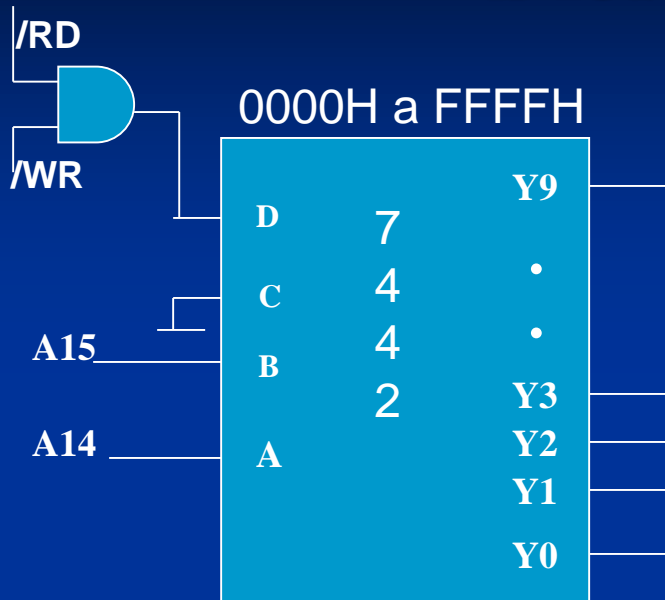 /RD
0000H a FFFFH
/WR
Y9
D
7
C
4
•
A15
B
4
•
2
Y3
A14
A
Y2
Y1
Y0